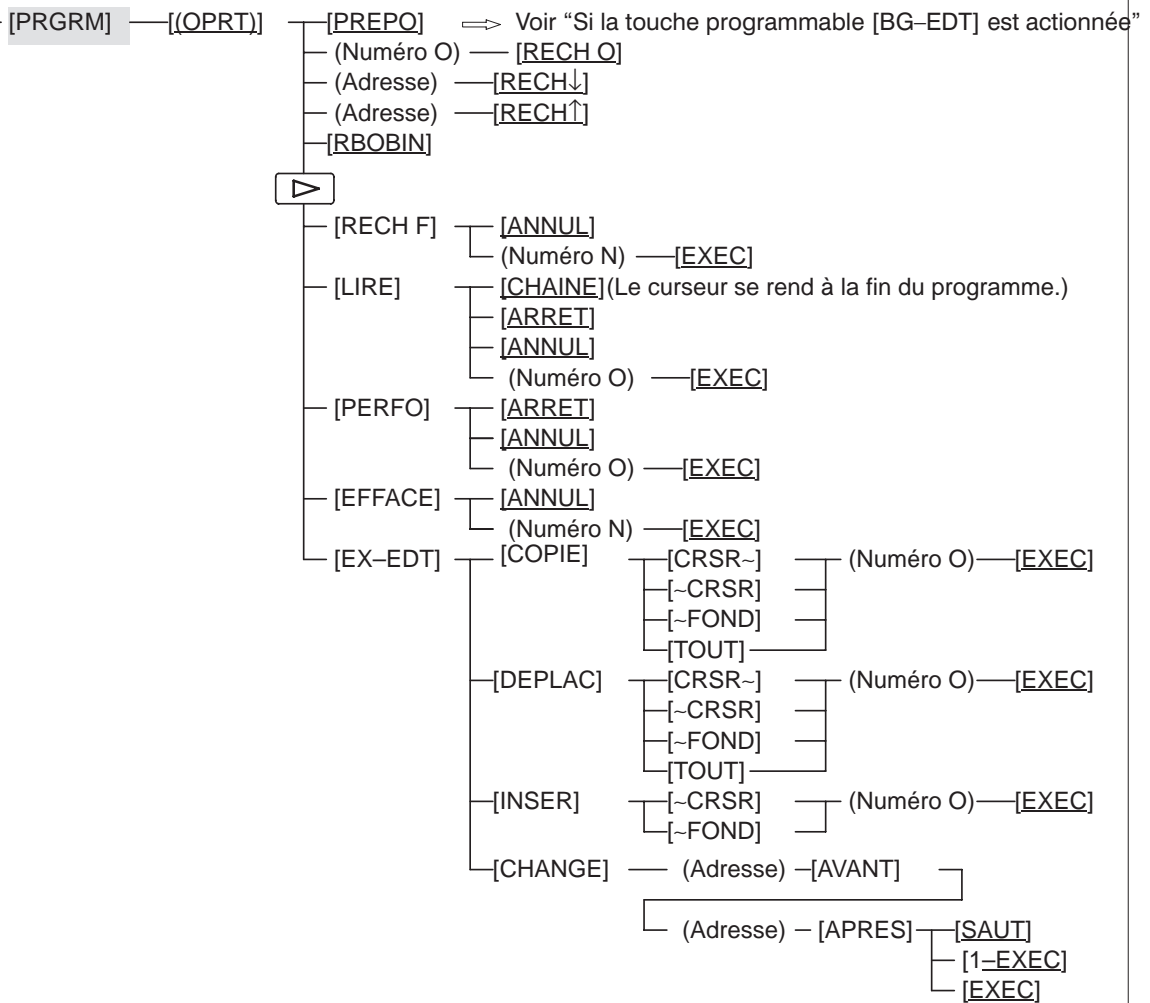 [PRGRM] [(OPRT)] [PREPO] ⇒ Voir “Si la touche programmable [BG–EDT] est actionnée”
(Numéro O) [RECH O]
(Adresse) [RECH↓]
(Adresse) [RECH↑]
[RBOBIN]
[RECH F] [ANNUL]
(Numéro N) [EXEC]
[LIRE] [CHAINE] (Le curseur se rend à la fin du programme.)
[ARRET]
[ANNUL]
(Numéro O) [EXEC]
[PERFO] [ARRET]
[ANNUL]
(Numéro O) [EXEC]
[EFFACE] [ANNUL]
(Numéro N) [EXEC]
[EX–EDT] [COPIE] [CRSR~] (Numéro O) [EXEC]
[~CRSR]
[~FOND]
[TOUT]
[DEPLAC] [CRSR~] (Numéro O) [EXEC]
[~CRSR]
[~FOND]
[TOUT]
[INSER] [~CRSR] (Numéro O) [EXEC]
[~FOND]
[CHANGE] (Adresse) [AVANT]
(Adresse) [APRES] [SAUT]
[1–EXEC]
[EXEC]